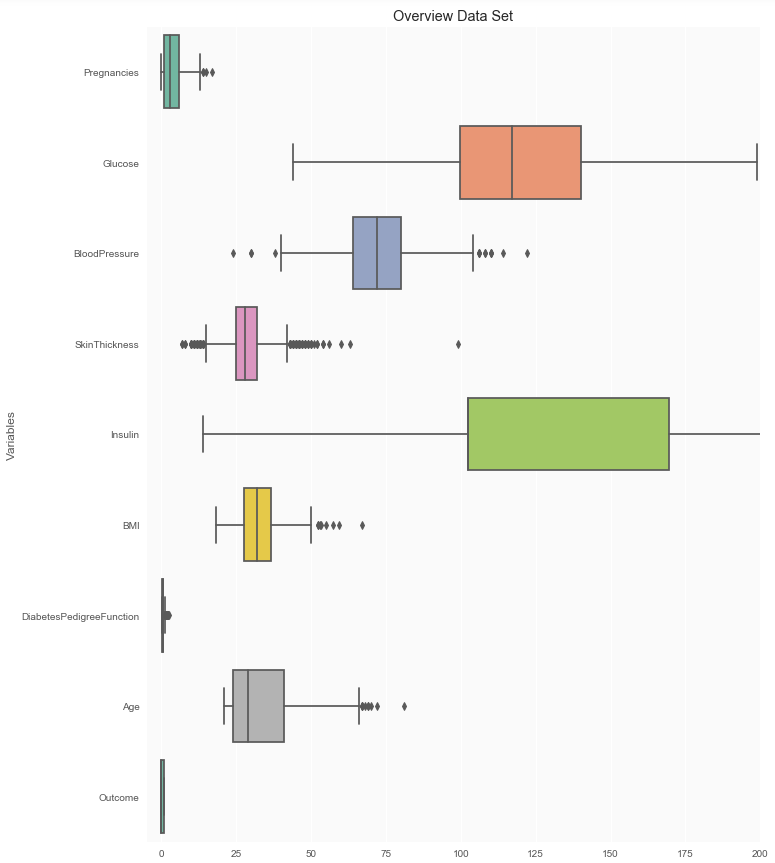 Overview Data Set
Variables
Pregnancies
Glucose
BloodPressure
SkinThickness
Insulin
BMI
DiabetesPedigreeFunction
Age
Outcome
0 25 50 75 100 125 150 175 200